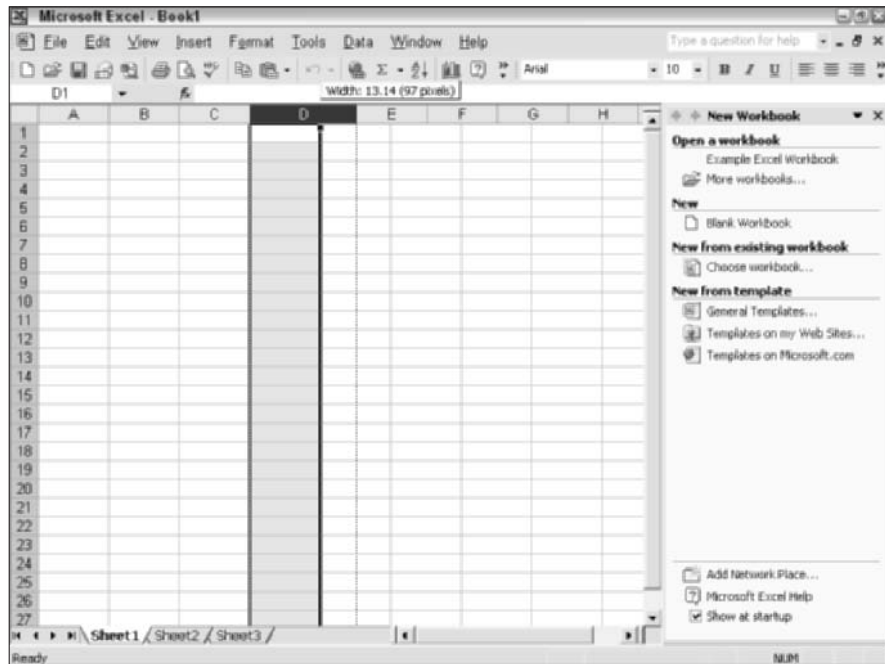 Microsoft Excel - Book1
File Edit View Insert Format Tools Data Window Help Type a question for help
Σ Arial 10 B I U
D1 fx Width: 13.14 (97 pixels)
A B C D E F G H
1
2
3
4
5
6
7
8
9
10
11
12
13
14
15
16
17
18
19
20
21
22
23
24
25
26
27
New Workbook
Open a workbook
Example Excel Workbook
More workbooks...
New
Blank Workbook
New from existing workbook
Choose workbook...
New from template
General Templates...
Templates on my Web Sites...
Templates on Microsoft.com
Add Network Place...
Microsoft Excel Help
Show at startup
Sheet1 Sheet2 Sheet3
Ready NUM